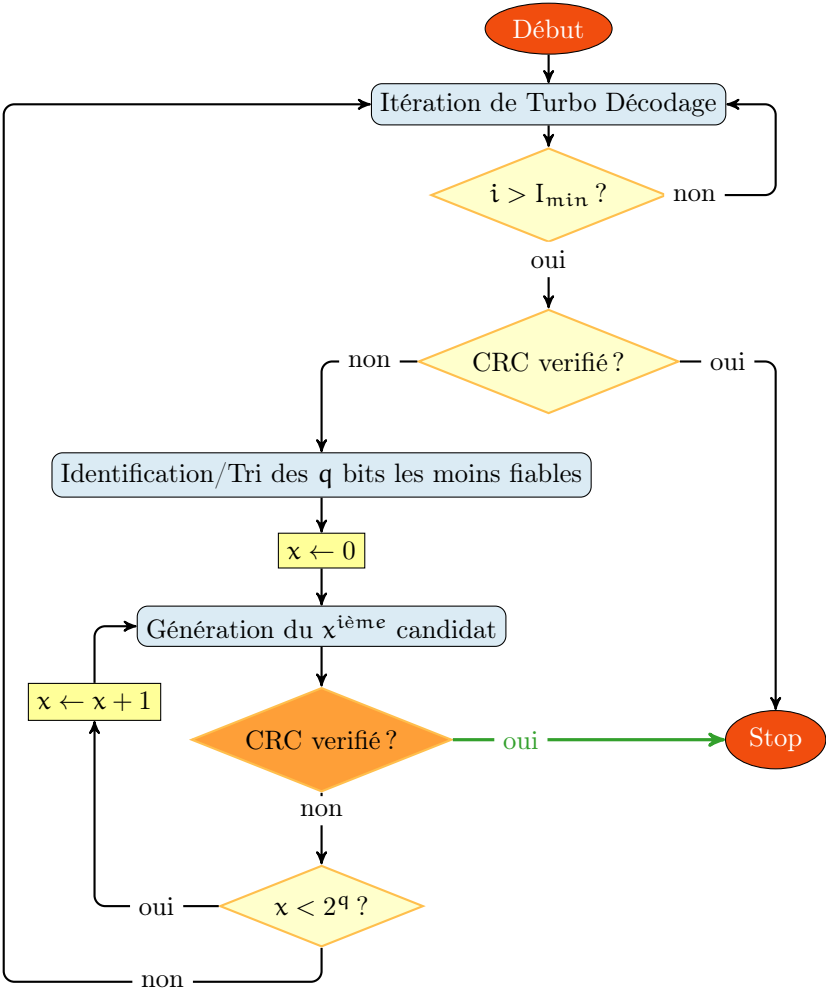 Début
Itération de Turbo Décodage
i > I_min ?
non
oui
CRC verifié ?
non
oui
Identification/Tri des q bits les moins fiables
x ← 0
Génération du x^ième candidat
x ← x + 1
CRC verifié ?
oui
Stop
non
x < 2^q ?
oui
non